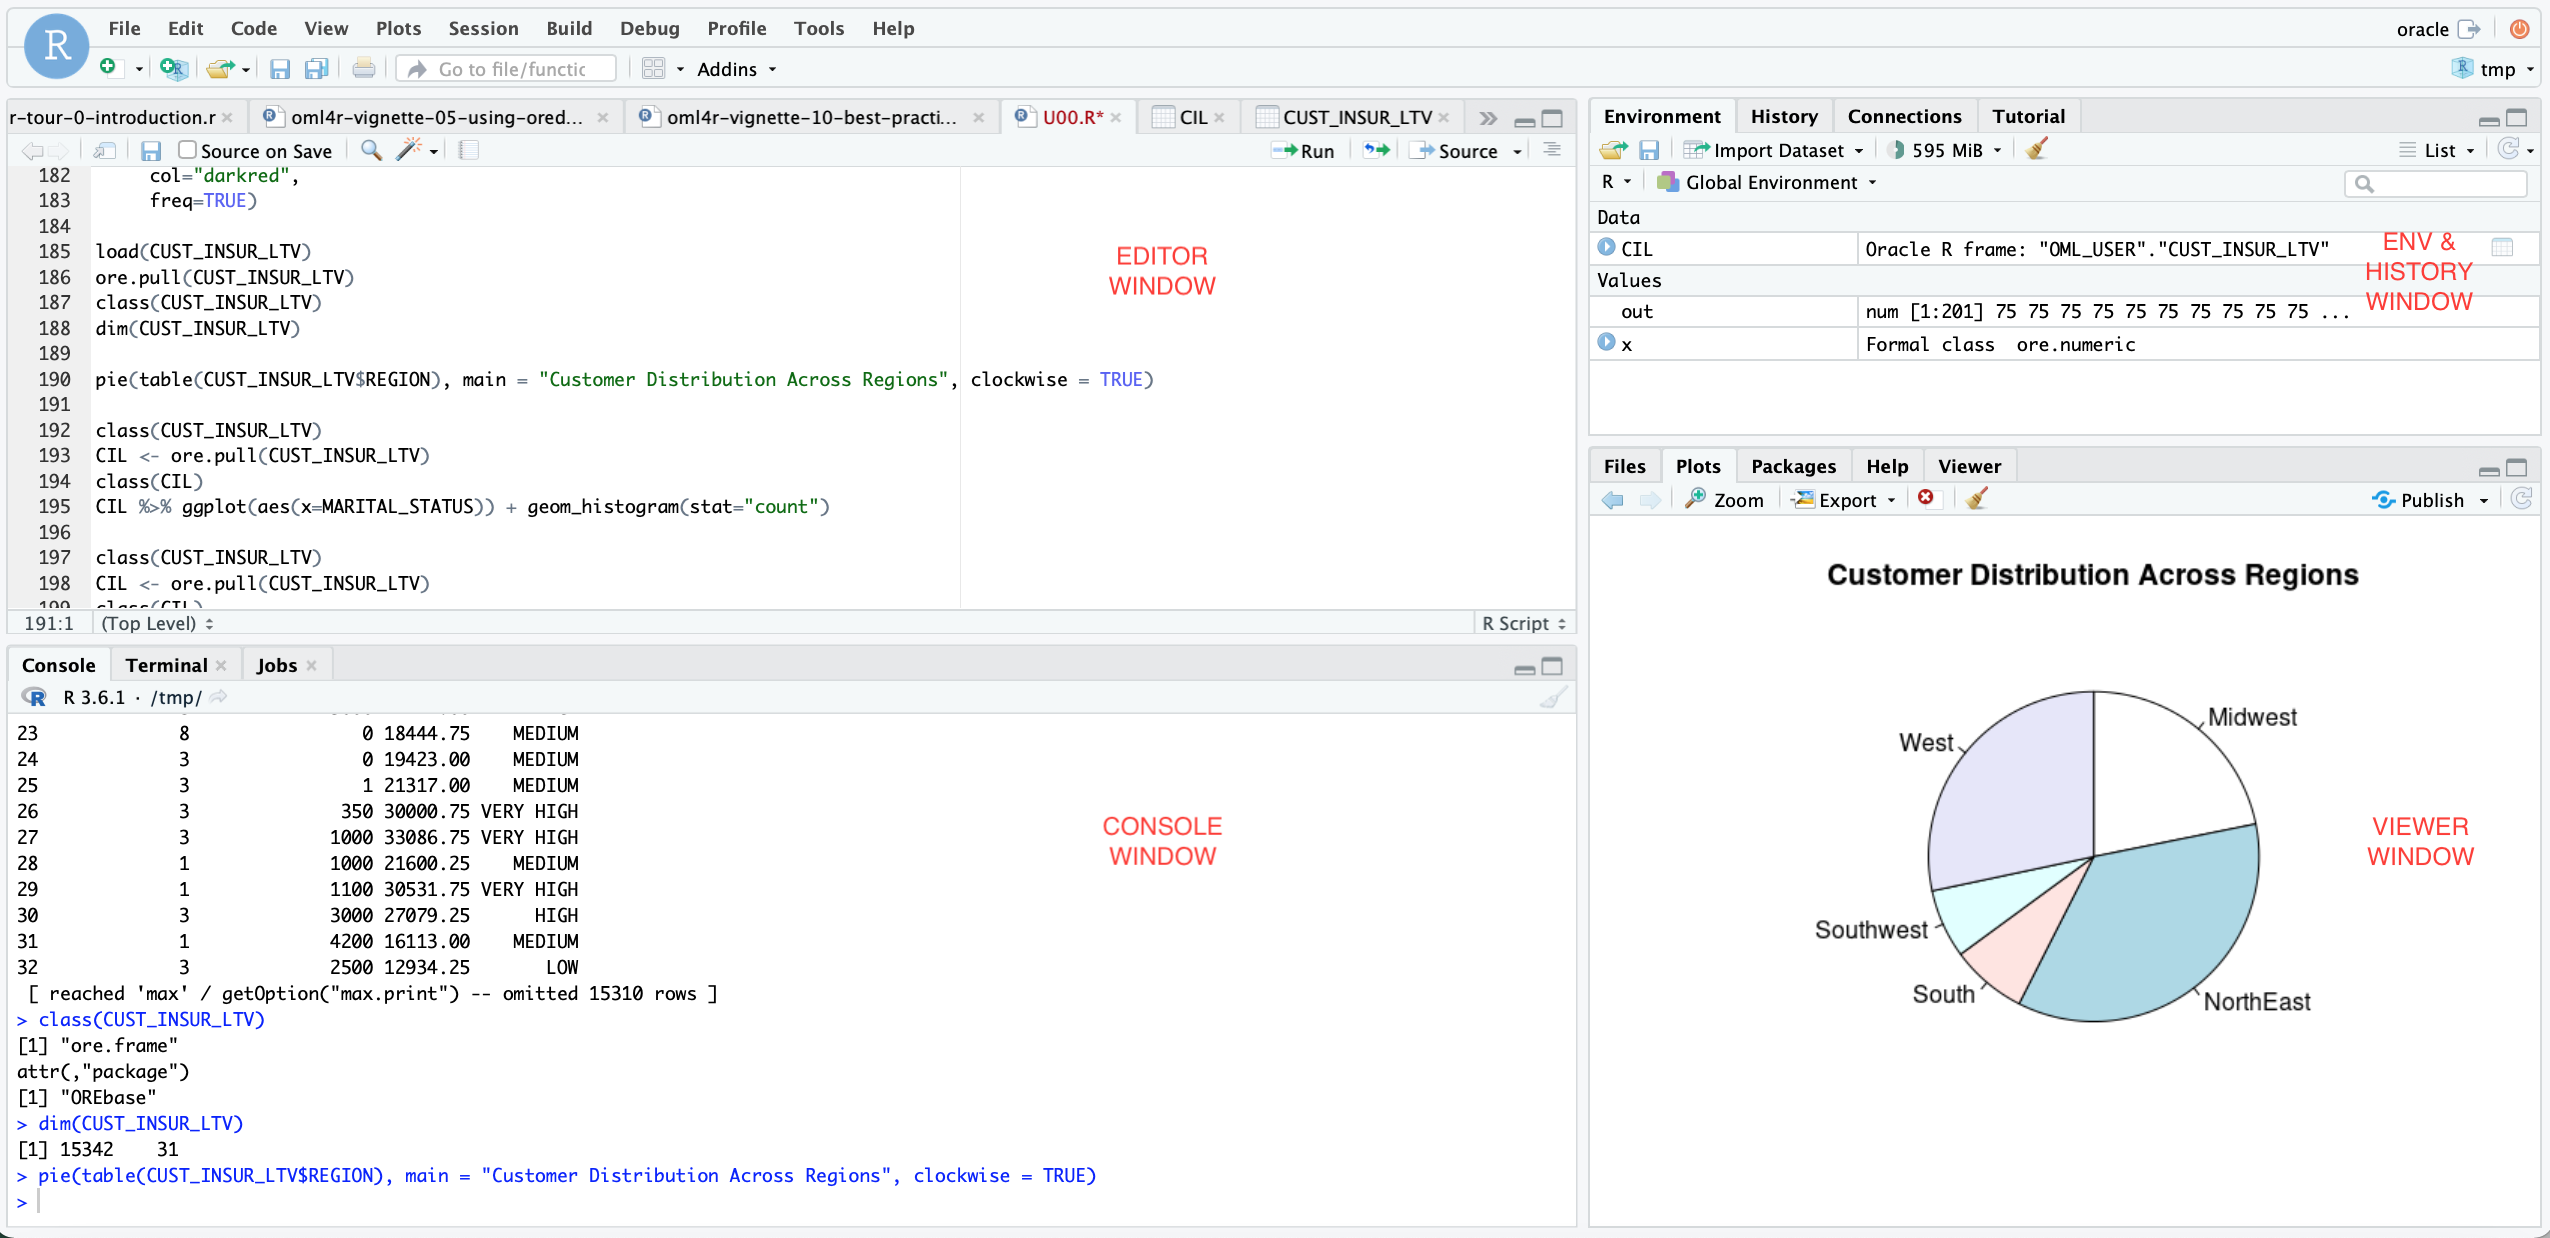 R
File Edit Code View Plots Session Build Debug Profile Tools Help
oracle
Go to file/functic
Addins
tmp
r-tour-0-introduction.r
oml4r-vignette-05-using-ored...
oml4r-vignette-10-best-practi...
U00.R*
CIL
CUST_INSUR_LTV
Source on Save
Run
Source
182 col="darkred",
183 freq=TRUE)
184
185 load(CUST_INSUR_LTV)
186 ore.pull(CUST_INSUR_LTV)
187 class(CUST_INSUR_LTV)
188 dim(CUST_INSUR_LTV)
189
190 pie(table(CUST_INSUR_LTV$REGION), main = "Customer Distribution Across Regions", clockwise = TRUE)
191
192 class(CUST_INSUR_LTV)
193 CIL <- ore.pull(CUST_INSUR_LTV)
194 class(CIL)
195 CIL %>% ggplot(aes(x=MARITAL_STATUS)) + geom_histogram(stat="count")
196
197 class(CUST_INSUR_LTV)
198 CIL <- ore.pull(CUST_INSUR_LTV)
199 class(CIL)
EDITOR
WINDOW
191:1 (Top Level)
R Script
Console Terminal Jobs
R 3.6.1 · /tmp/
23 8 0 18444.75 MEDIUM
24 3 0 19423.00 MEDIUM
25 3 1 21317.00 MEDIUM
26 3 350 30000.75 VERY HIGH
27 3 1000 33086.75 VERY HIGH
28 1 1000 21600.25 MEDIUM
29 1 1100 30531.75 VERY HIGH
30 3 3000 27079.25 HIGH
31 1 4200 16113.00 MEDIUM
32 3 2500 12934.25 LOW
[ reached 'max' / getOption("max.print") -- omitted 15310 rows ]
> class(CUST_INSUR_LTV)
[1] "ore.frame"
attr(,"package")
[1] "OREbase"
> dim(CUST_INSUR_LTV)
[1] 15342 31
> pie(table(CUST_INSUR_LTV$REGION), main = "Customer Distribution Across Regions", clockwise = TRUE)
>
CONSOLE
WINDOW
Environment History Connections Tutorial
Import Dataset 595 MiB List
R Global Environment
Data
CIL Oracle R frame: "OML_USER"."CUST_INSUR_LTV"
Values
out num [1:201] 75 75 75 75 75 75 75 75 75 75 ...
x Formal class ore.numeric
ENV &
HISTORY
WINDOW
Files Plots Packages Help Viewer
Zoom Export Publish
Customer Distribution Across Regions
Midwest
West
Southwest
South
NorthEast
VIEWER
WINDOW